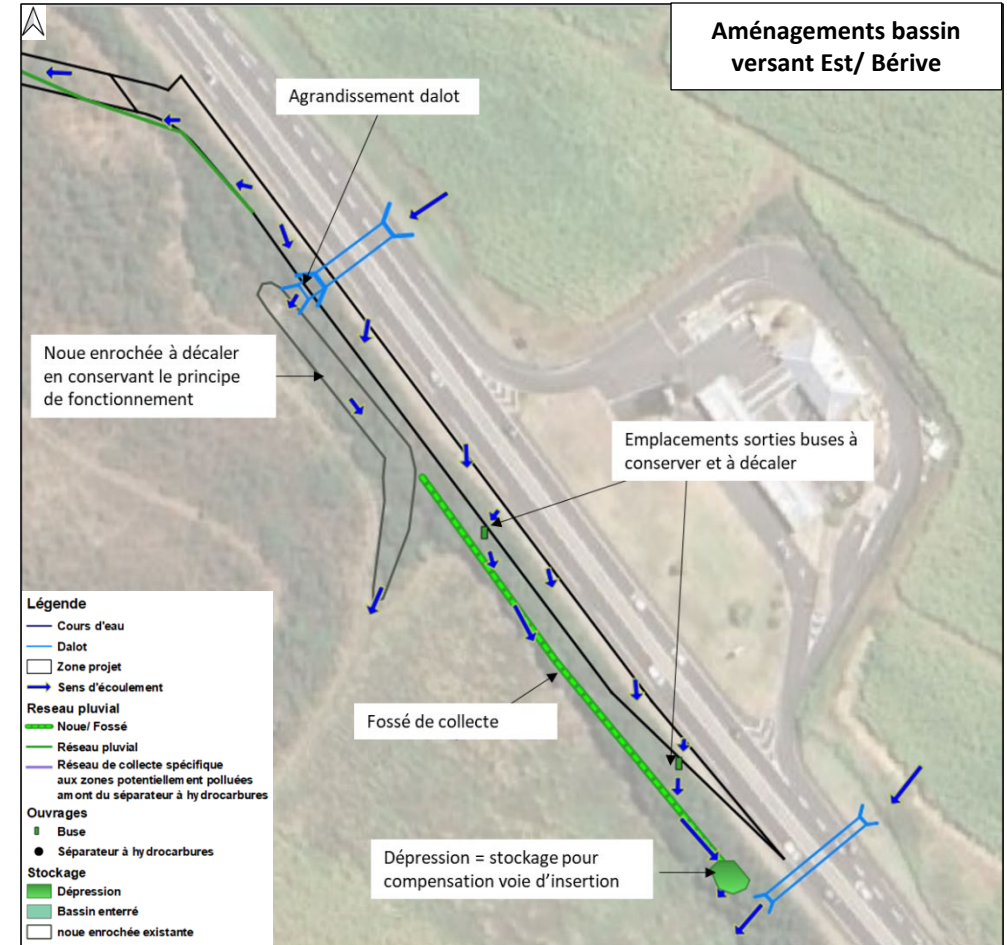 Aménagements bassin
versant Est/ Bérive
Agrandissement dalot
Noue enrochée à décaler
en conservant le principe
de fonctionnement
Emplacements sorties buses à
conserver et à décaler
Fossé de collecte
Dépression = stockage pour
compensation voie d'insertion
Légende
Cours d'eau
Dalot
Zone projet
Sens d'écoulement
Reseau pluvial
Noue/ Fossé
Réseau pluvial
Réseau de collecte spécifique
aux zones potentiellement polluées
amont du séparateur à hydrocarbures
Ouvrages
Buse
Séparateur à hydrocarbures
Stockage
Dépression
Bassin enterré
noue enrochée existante